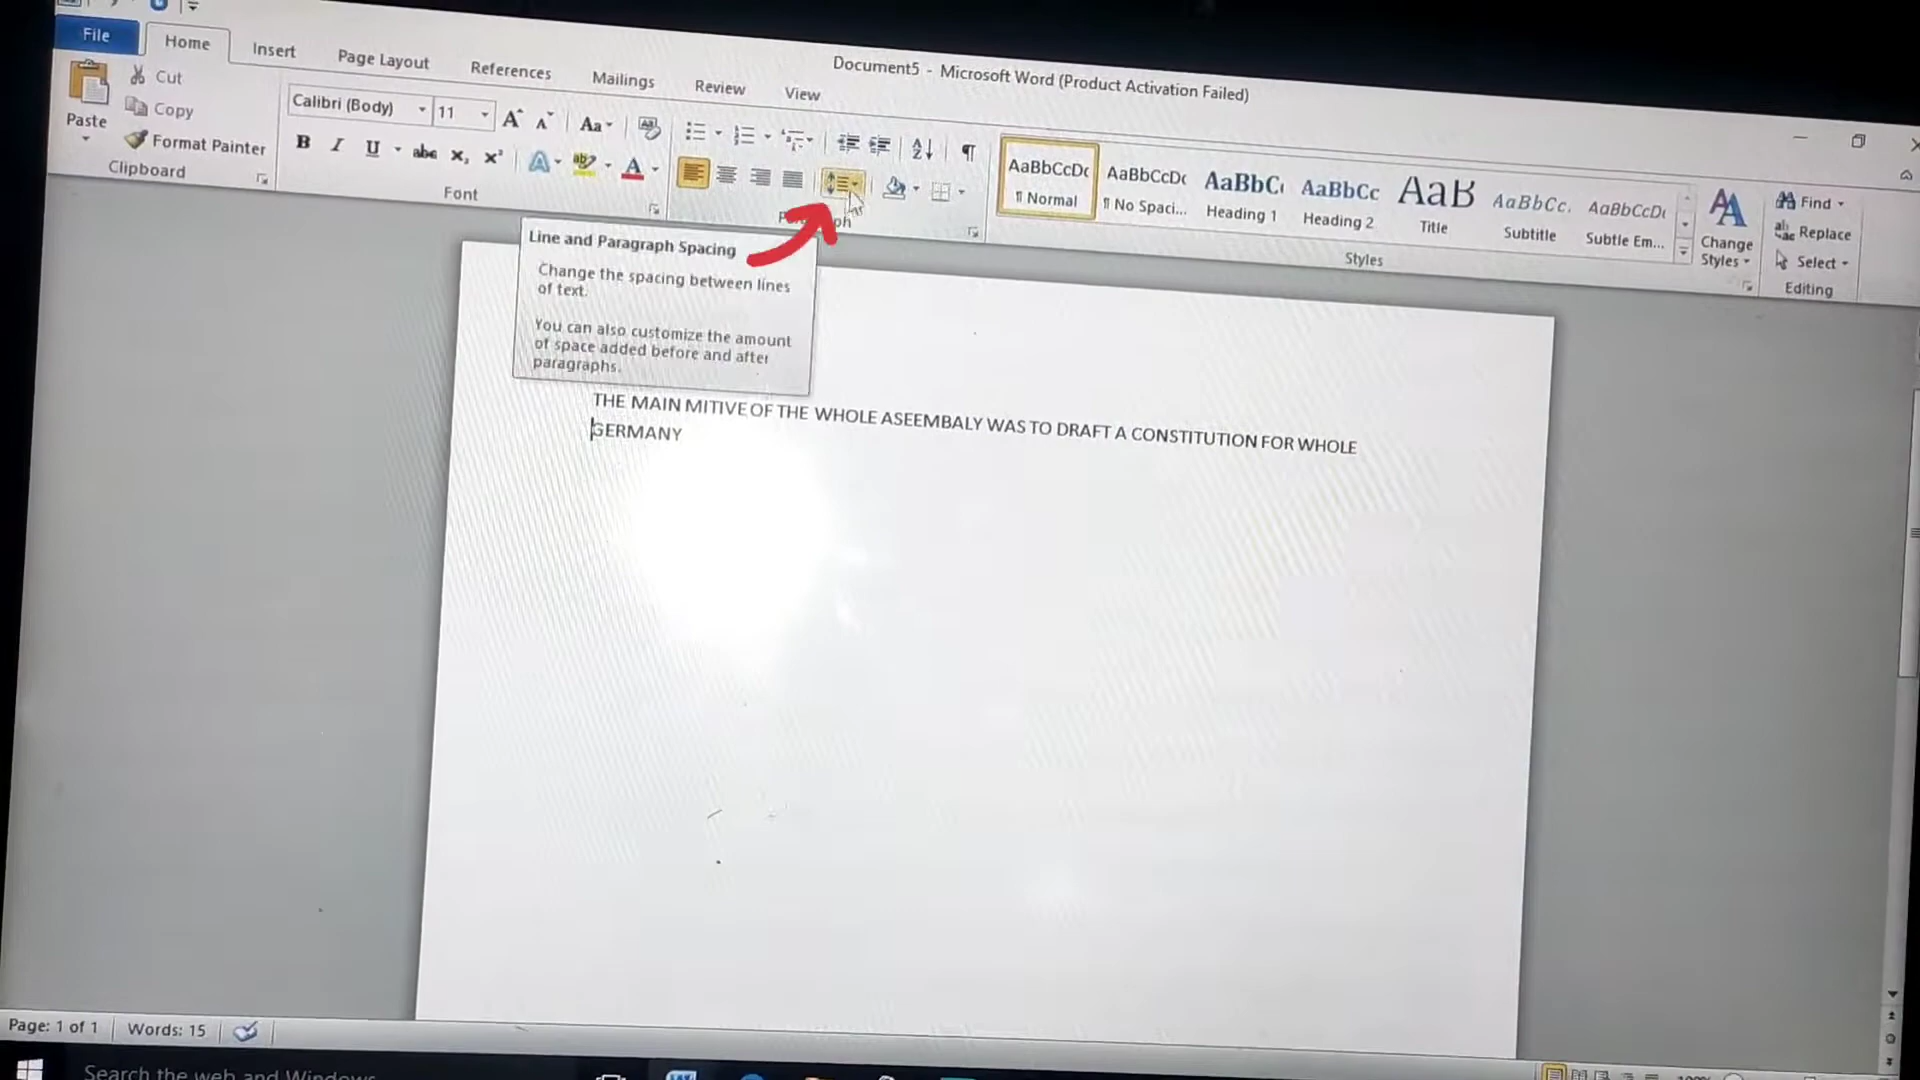 Document5 - Microsoft Word (Product Activation Failed)
File Home Insert Page Layout References Mailings Review View
Paste
Cut
Copy
Format Painter
Clipboard
Calibri (Body) 11
Font
AaBbCcDc
¶ Normal
AaBbCcDc
¶ No Spaci...
AaBbC
Heading 1
AaBbCc
Heading 2
AaB
Title
AaBbCc.
Subtitle
AaBbCcDc
Subtle Em...
Change
Styles
Styles
Find
Replace
Select
Editing
Line and Paragraph Spacing
Change the spacing between lines
of text.
You can also customize the amount
of space added before and after
paragraphs.
THE MAIN MITIVE OF THE WHOLE ASEEMBALY WAS TO DRAFT A CONSTITUTION FOR WHOLE
GERMANY
Page: 1 of 1 Words: 15
Search the web and Windows